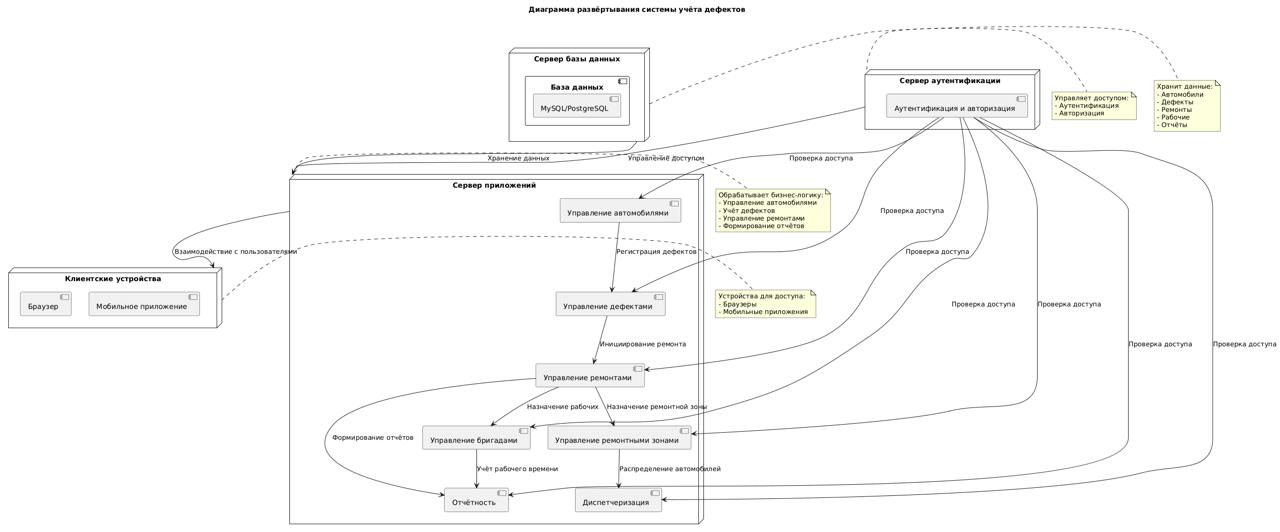 Диаграмма развёртывания системы учёта дефектов
Сервер базы данных
База данных
MySQL/PostgreSQL
Сервер аутентификации
Аутентификация и авторизация
Управляет доступом:
- Аутентификация
- Авторизация
Хранит данные:
- Автомобили
- Дефекты
- Ремонты
- Рабочие
- Отчёты
Хранение данных
Управление доступом
Проверка доступа
Сервер приложений
Управление автомобилями
Обрабатывает бизнес-логику:
- Управление автомобилями
- Учёт дефектов
- Управление ремонтами
- Формирование отчётов
Проверка доступа
Взаимодействие с пользователями
Регистрация дефектов
Проверка доступа
Клиентские устройства
Браузер
Мобильное приложение
Управление дефектами
Устройства для доступа:
- Браузеры
- Мобильные приложения
Проверка доступа
Проверка доступа
Инициирование ремонта
Проверка доступа
Проверка доступа
Управление ремонтами
Назначение рабочих
Назначение ремонтной зоны
Формирование отчётов
Управление бригадами
Управление ремонтными зонами
Учёт рабочего времени
Распределение автомобилей
Отчётность
Диспетчеризация